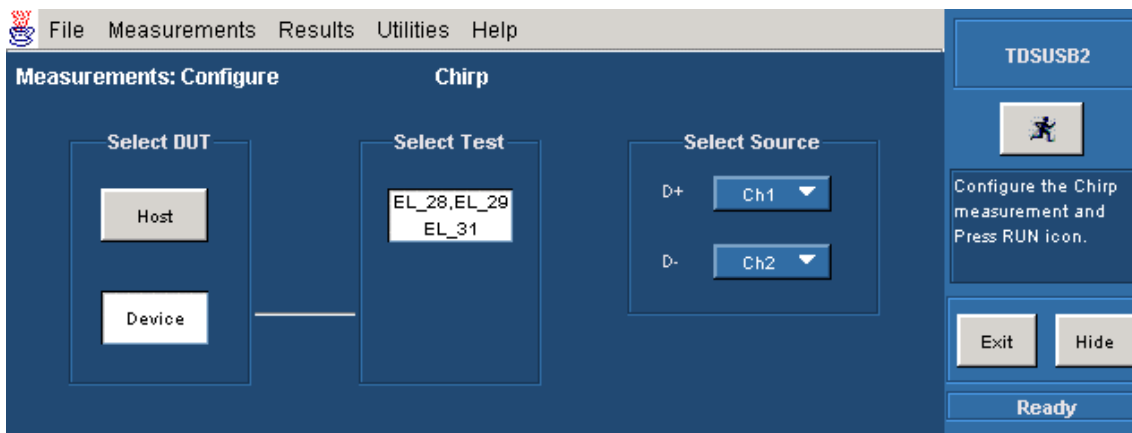 File Measurements Results Utilities Help
Measurements: Configure Chirp
Select DUT
Host
Device
Select Test
EL_28,EL_29
EL_31
Select Source
D+ Ch1
D- Ch2
TDSUSB2
Configure the Chirp
measurement and
Press RUN icon.
Exit Hide
Ready